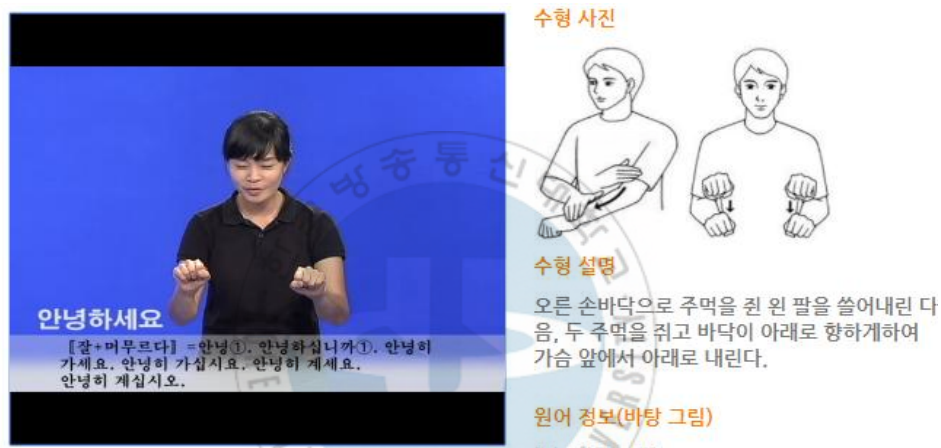 안녕하세요
〖잘+머무르다〗 =안녕①. 안녕하십니까①. 안녕히
가세요. 안녕히 가십시요. 안녕히 계세요.
안녕히 계십시오.
수형 사진
수형 설명
오른 손바닥으로 주먹을 쥔 왼 팔을 쓸어내린 다
음, 두 주먹을 쥐고 바닥이 아래로 향하게하여
가슴 앞에서 아래로 내린다.
원어 정보(바탕 그림)